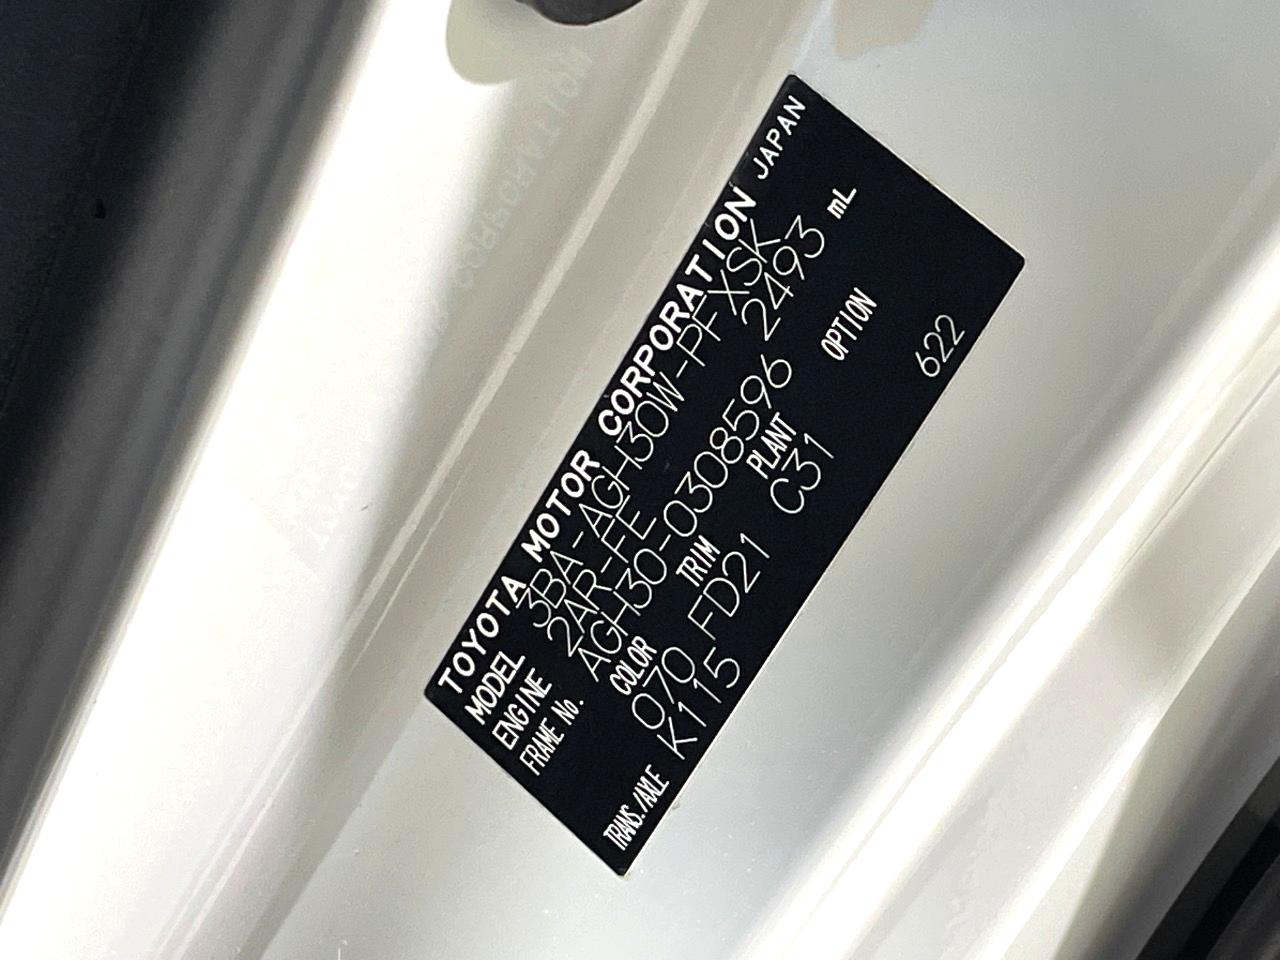 TOYOTA MOTOR CORPORATION JAPAN
MODEL 3BA-AGH30W-PFXSK
ENGINE 2AR-FE 2493 mL
FRAME No. AGH30-0308596
COLOR TRIM PLANT OPTION
070 FD21 C31 622
TRANS./AXLE K115